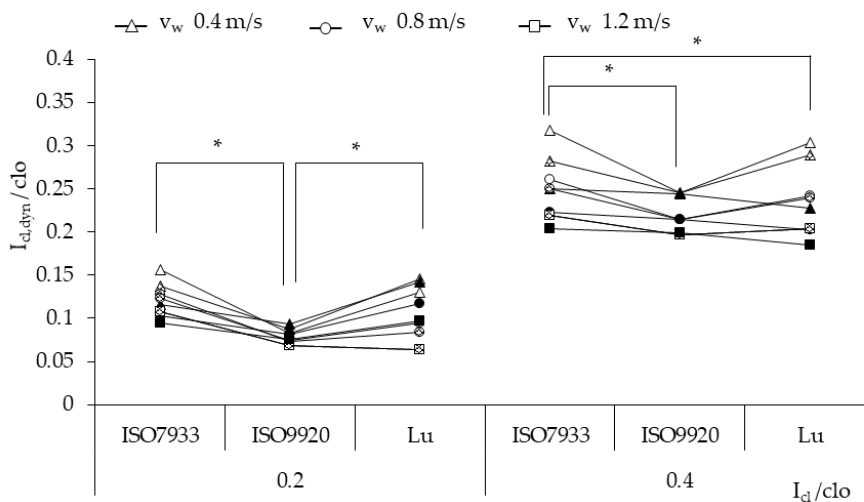 v_w 0.4 m/s v_w 0.8 m/s v_w 1.2 m/s
0.4
0.35
0.3
0.25
0.2
0.15
0.1
0.05
0
I_cl,dyn/clo
* * * *
ISO7933 ISO9920 Lu ISO7933 ISO9920 Lu
0.2 0.4
I_cl/clo